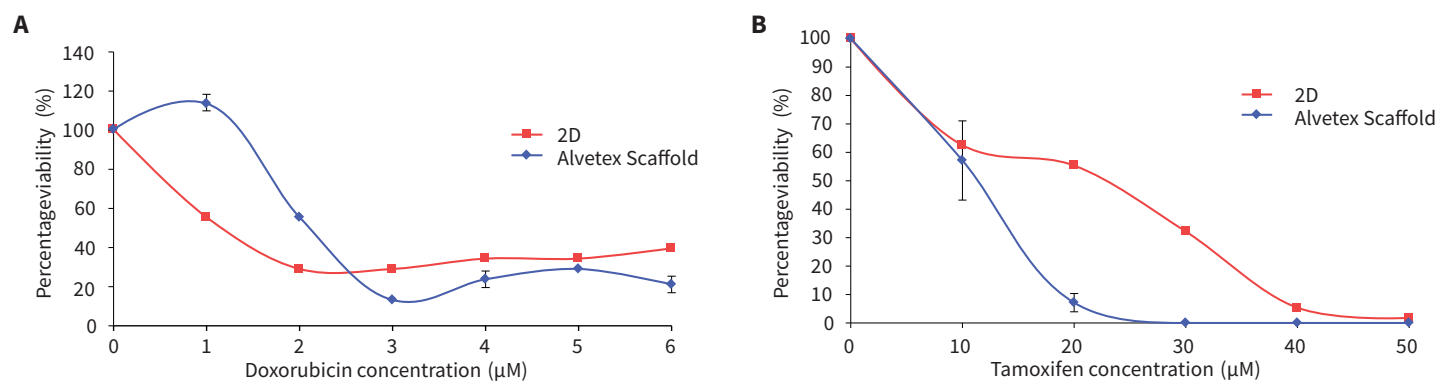 A
140
120
100
80
60
40
20
0
Percentageviability (%)
0 1 2 3 4 5 6
Doxorubicin concentration (μM)
2D
Alvetex Scaffold
B
100
90
80
70
60
50
40
30
20
10
0
Percentageviability (%)
0 10 20 30 40 50
Tamoxifen concentration (μM)
2D
Alvetex Scaffold